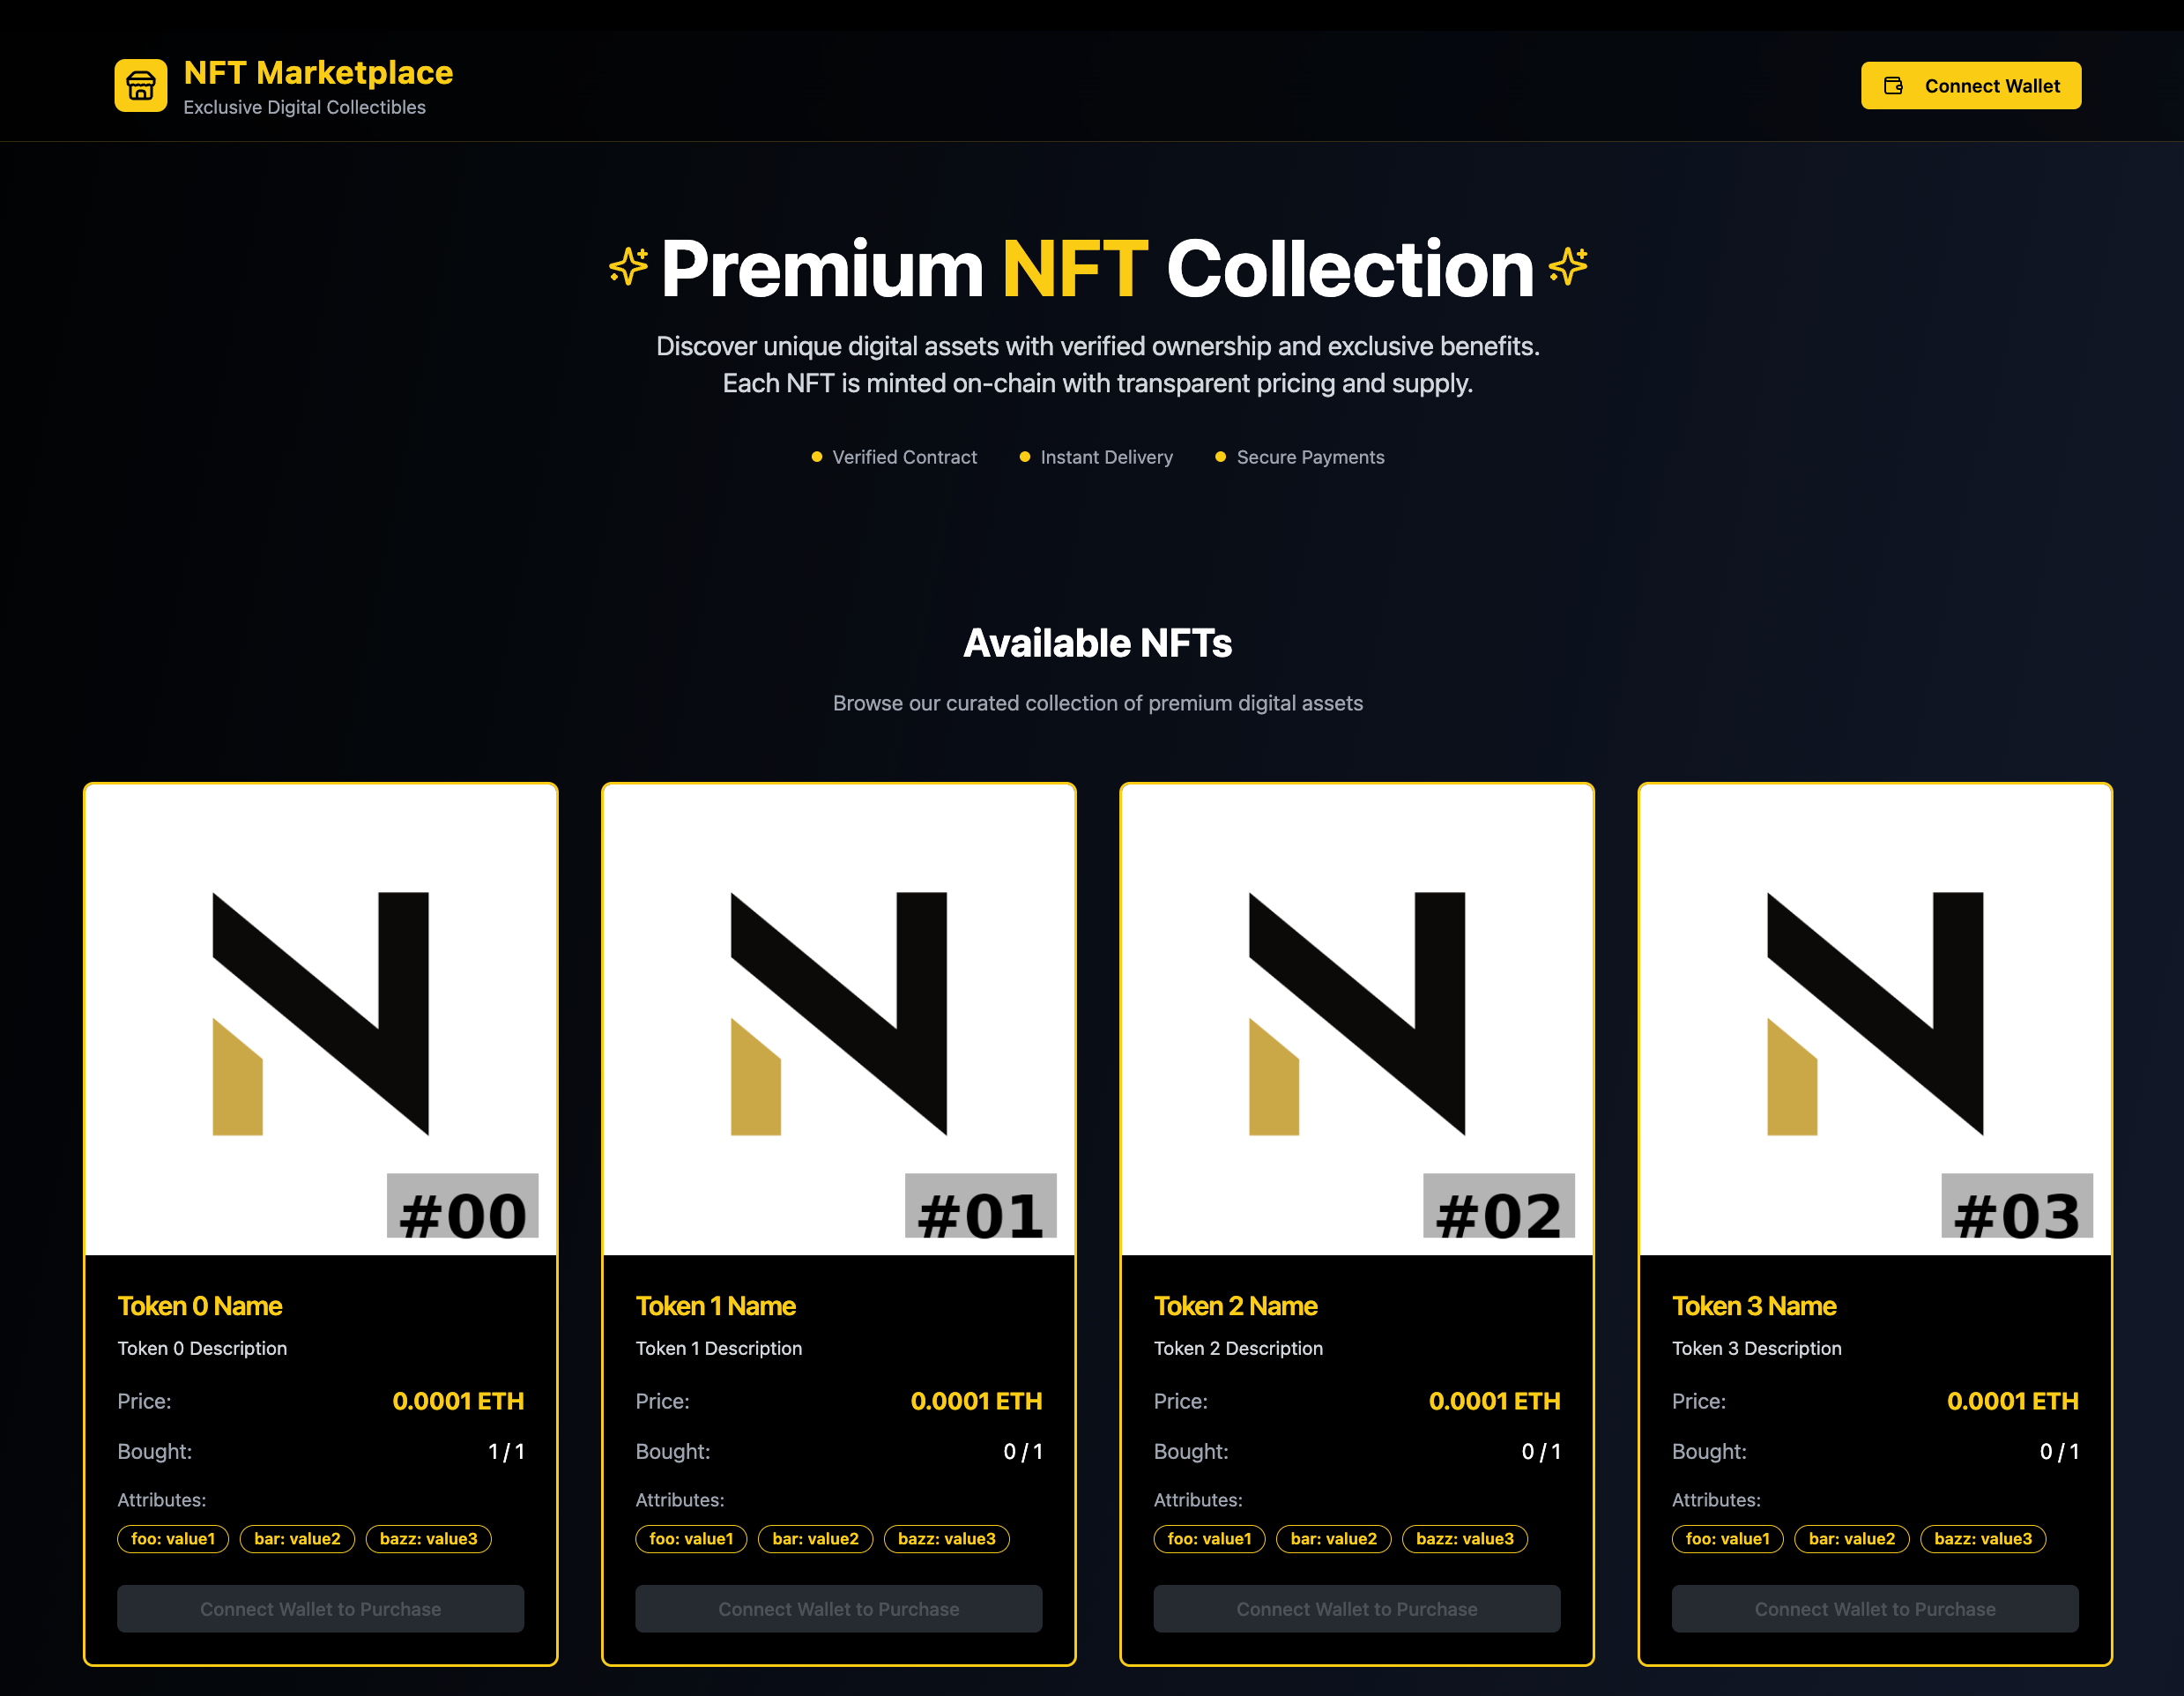 NFT Marketplace
Exclusive Digital Collectibles
Connect Wallet
Premium NFT Collection
Discover unique digital assets with verified ownership and exclusive benefits.
Each NFT is minted on-chain with transparent pricing and supply.
Verified Contract
Instant Delivery
Secure Payments
Available NFTs
Browse our curated collection of premium digital assets
#00
Token 0 Name
Token 0 Description
Price: 0.0001 ETH
Bought: 1 / 1
Attributes:
foo: value1 bar: value2 bazz: value3
Connect Wallet to Purchase
#01
Token 1 Name
Token 1 Description
Price: 0.0001 ETH
Bought: 0 / 1
Attributes:
foo: value1 bar: value2 bazz: value3
Connect Wallet to Purchase
#02
Token 2 Name
Token 2 Description
Price: 0.0001 ETH
Bought: 0 / 1
Attributes:
foo: value1 bar: value2 bazz: value3
Connect Wallet to Purchase
#03
Token 3 Name
Token 3 Description
Price: 0.0001 ETH
Bought: 0 / 1
Attributes:
foo: value1 bar: value2 bazz: value3
Connect Wallet to Purchase